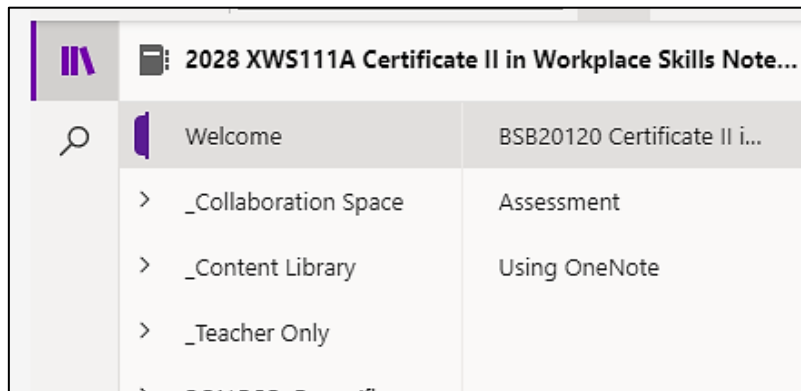 2028 XWS111A Certificate II in Workplace Skills Note...
Welcome
BSB20120 Certificate II i...
_Collaboration Space
Assessment
_Content Library
Using OneNote
_Teacher Only